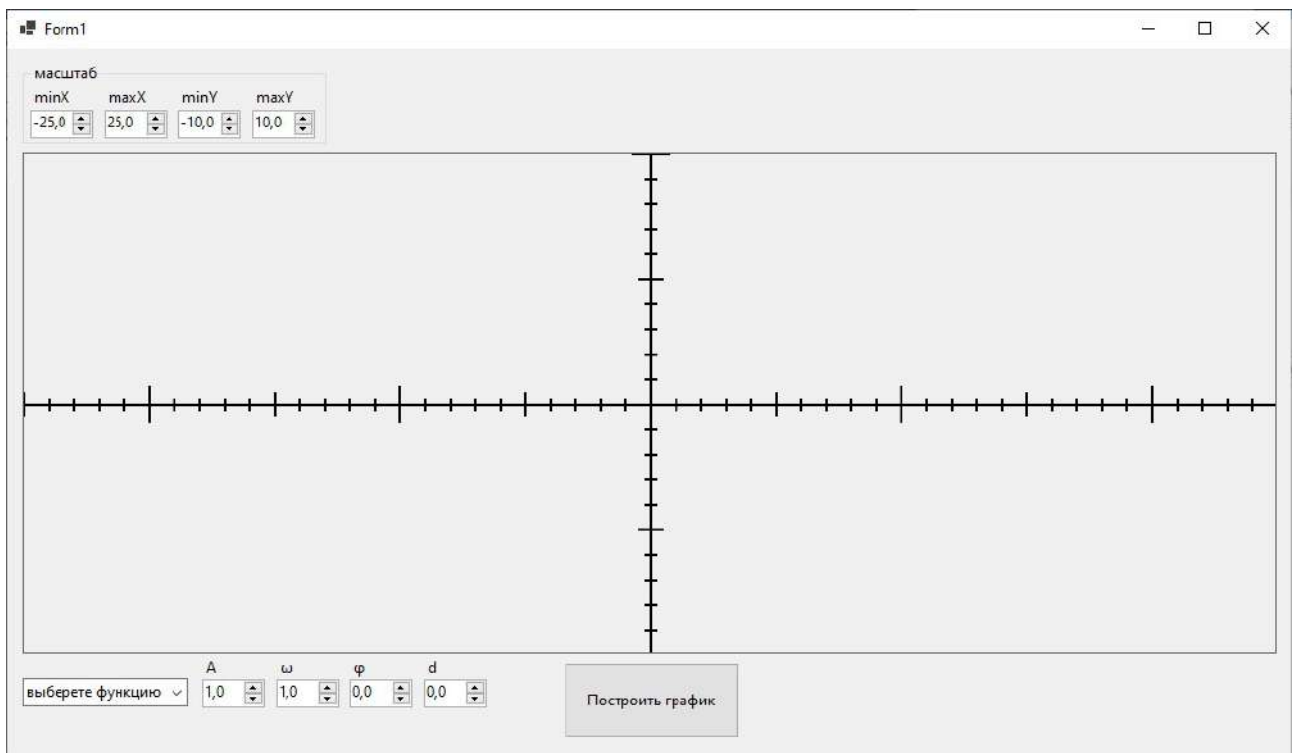 Form1
масштаб
minX maxX minY maxY
-25,0 25,0 -10,0 10,0
A ω φ d
выберете функцию 1,0 1,0 0,0 0,0
Построить график